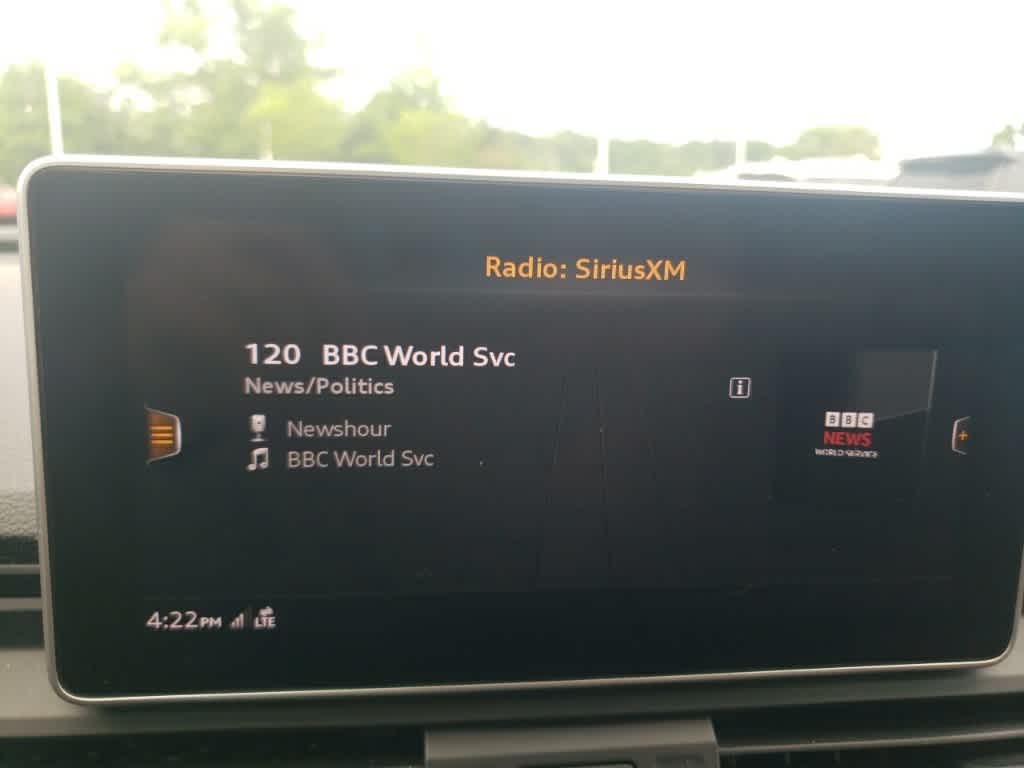 Radio: SiriusXM
120 BBC World Svc
News/Politics
Newshour
BBC World Svc
BBC
NEWS
WORLD SERVICE
4:22PM LTE